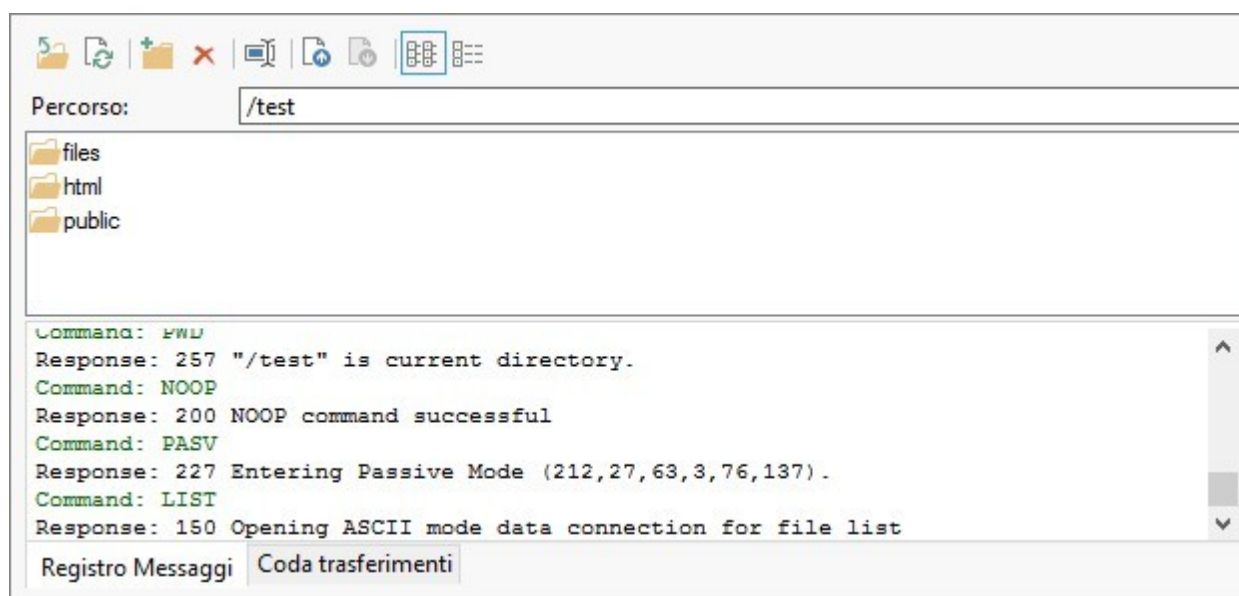 Percorso: /test
files
html
public
Command: PWD
Response: 257 "/test" is current directory.
Command: NOOP
Response: 200 NOOP command successful
Command: PASV
Response: 227 Entering Passive Mode (212,27,63,3,76,137).
Command: LIST
Response: 150 Opening ASCII mode data connection for file list
Registro Messaggi Coda trasferimenti